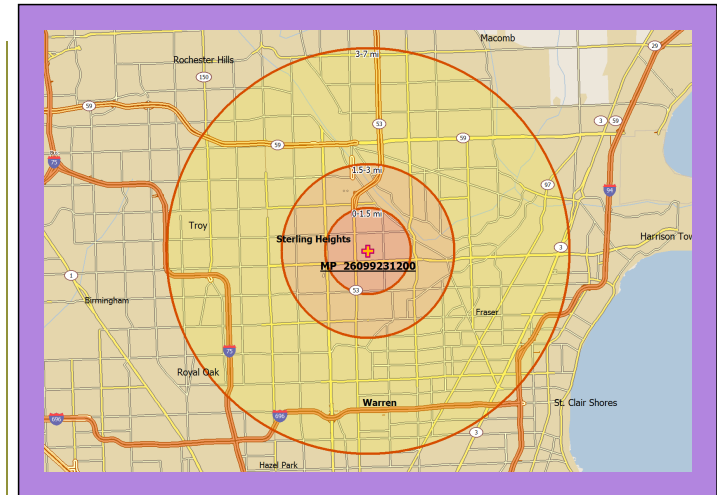 Macomb
29
3-7 mi
Rochester Hills
150
59
53
3
59
59
59
75
1.5-3 mi
97
94
0-1.5 mi
Troy
Sterling Heights
Harrison Tow
3
MP_26099231200
1
53
Birmingham
Fraser
75
Royal Oak
Warren
St. Clair Shores
696
696
3
Hazel Park